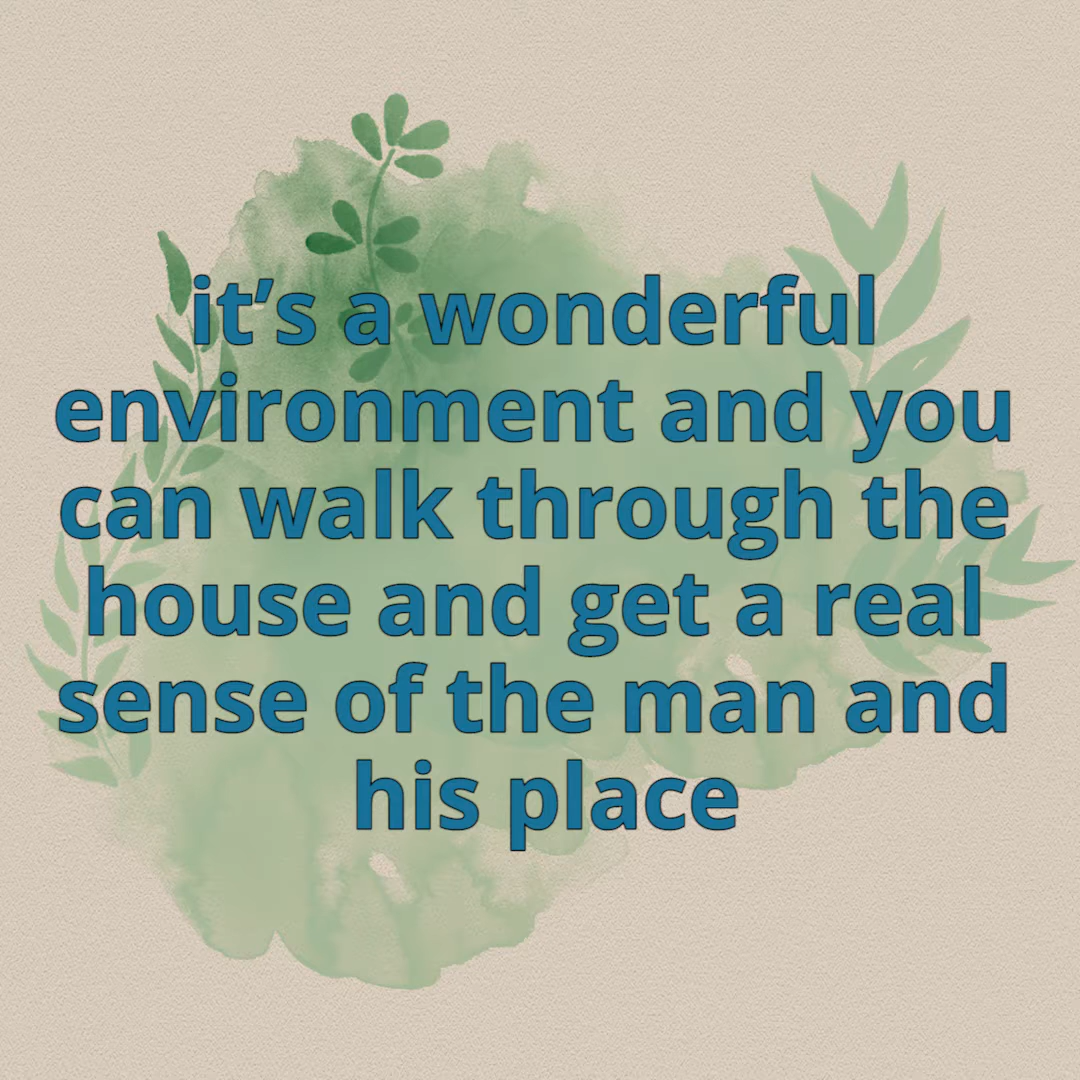 it’s a wonderful
environment and you
can walk through the
house and get a real
sense of the man and
his place